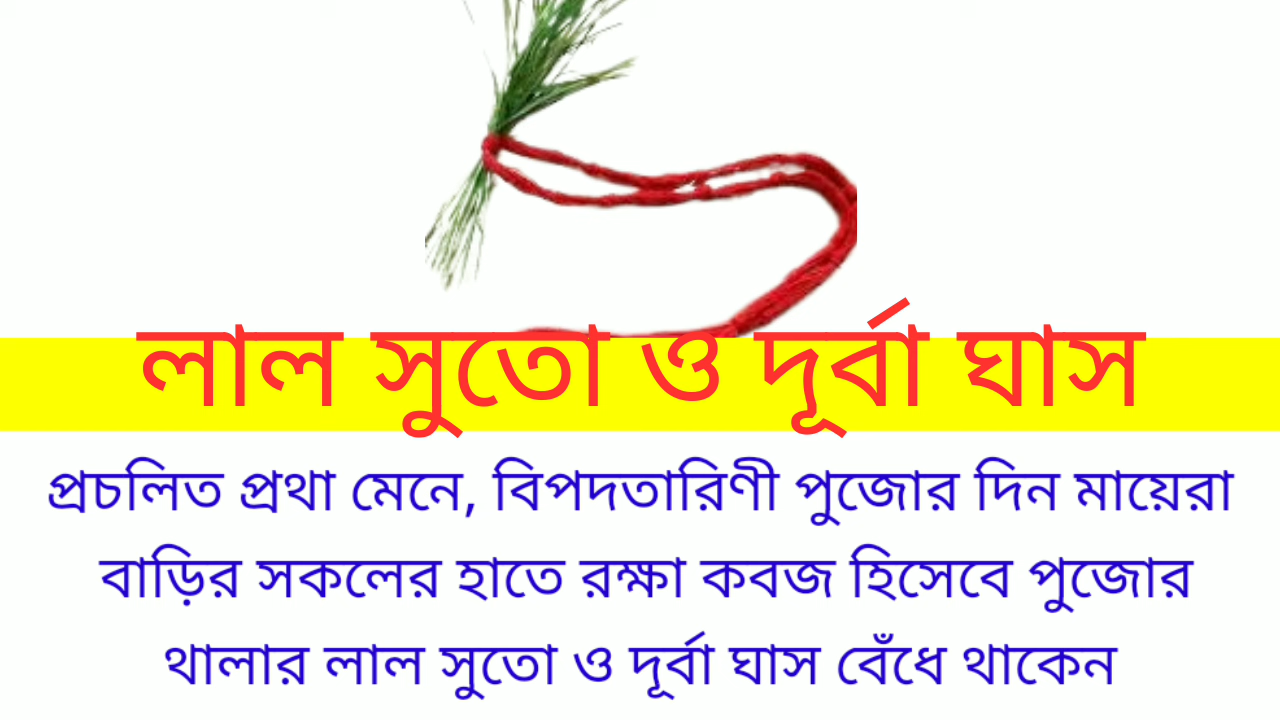 লাল সুতো ও দূর্বা ঘাস
প্রচলিত প্রথা মেনে, বিপদতারিণী পুজোর দিন মায়েরা
বাড়ির সকলের হাতে রক্ষা কবজ হিসেবে পুজোর
থালার লাল সুতো ও দূর্বা ঘাস বেঁধে থাকেন